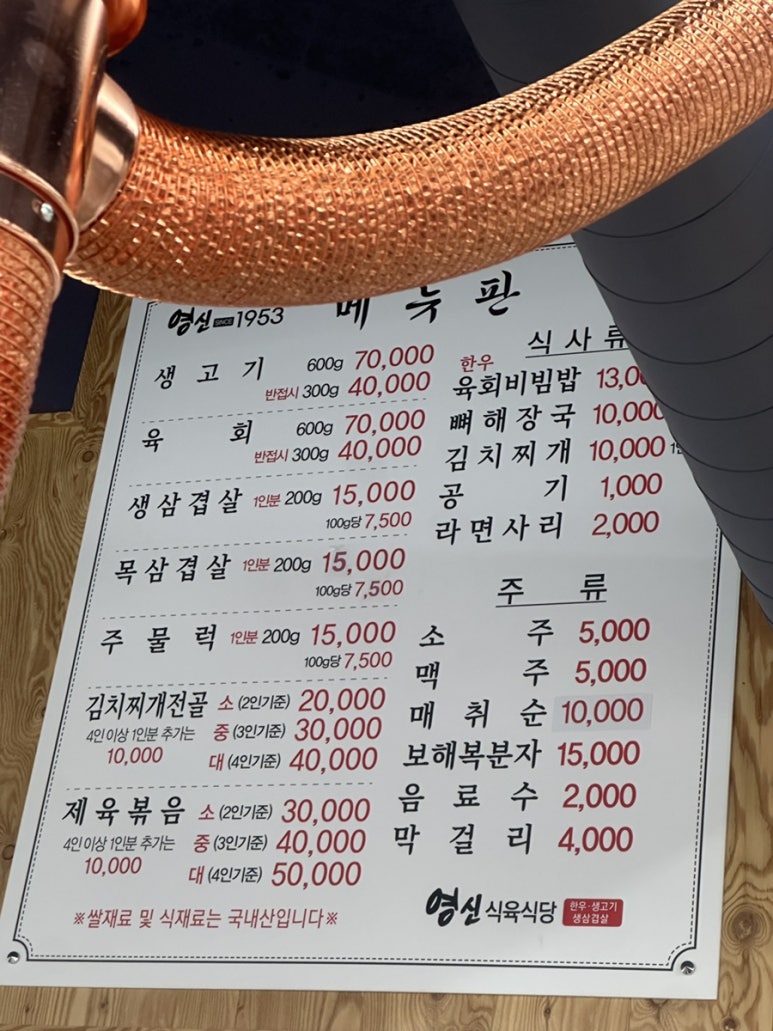 영신 SINCE 1953 메뉴판
생고기 600g 70,000
반접시 300g 40,000
육회 600g 70,000
반접시 300g 40,000
생삼겹살 1인분 200g 15,000
100g당 7,500
목삼겹살 1인분 200g 15,000
100g당 7,500
주물럭 1인분 200g 15,000
100g당 7,500
김치찌개전골 소 (2인기준) 20,000
4인 이상 1인분 추가는 중 (3인기준) 30,000
10,000 대 (4인기준) 40,000
제육볶음 소 (2인기준) 30,000
4인 이상 1인분 추가는 중 (3인기준) 40,000
10,000 대 (4인기준) 50,000
※쌀재료 및 식재료는 국내산입니다※
식사류
한우
육회비빔밥 13,0
뼈해장국 10,000
김치찌개 10,000
공기 1,000
라면사리 2,000
주류
소주 5,000
맥주 5,000
매취순 10,000
보해복분자 15,000
음료수 2,000
막걸리 4,000
영신 식육식당 한우·생고기
생삼겹살